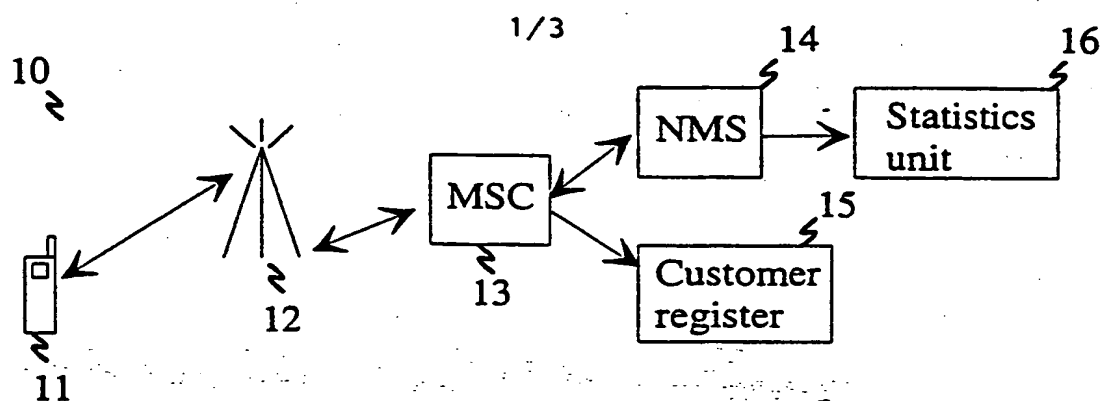 1/3
10
14
16
NMS
Statistics
unit
MSC
15
Customer
register
13
12
11